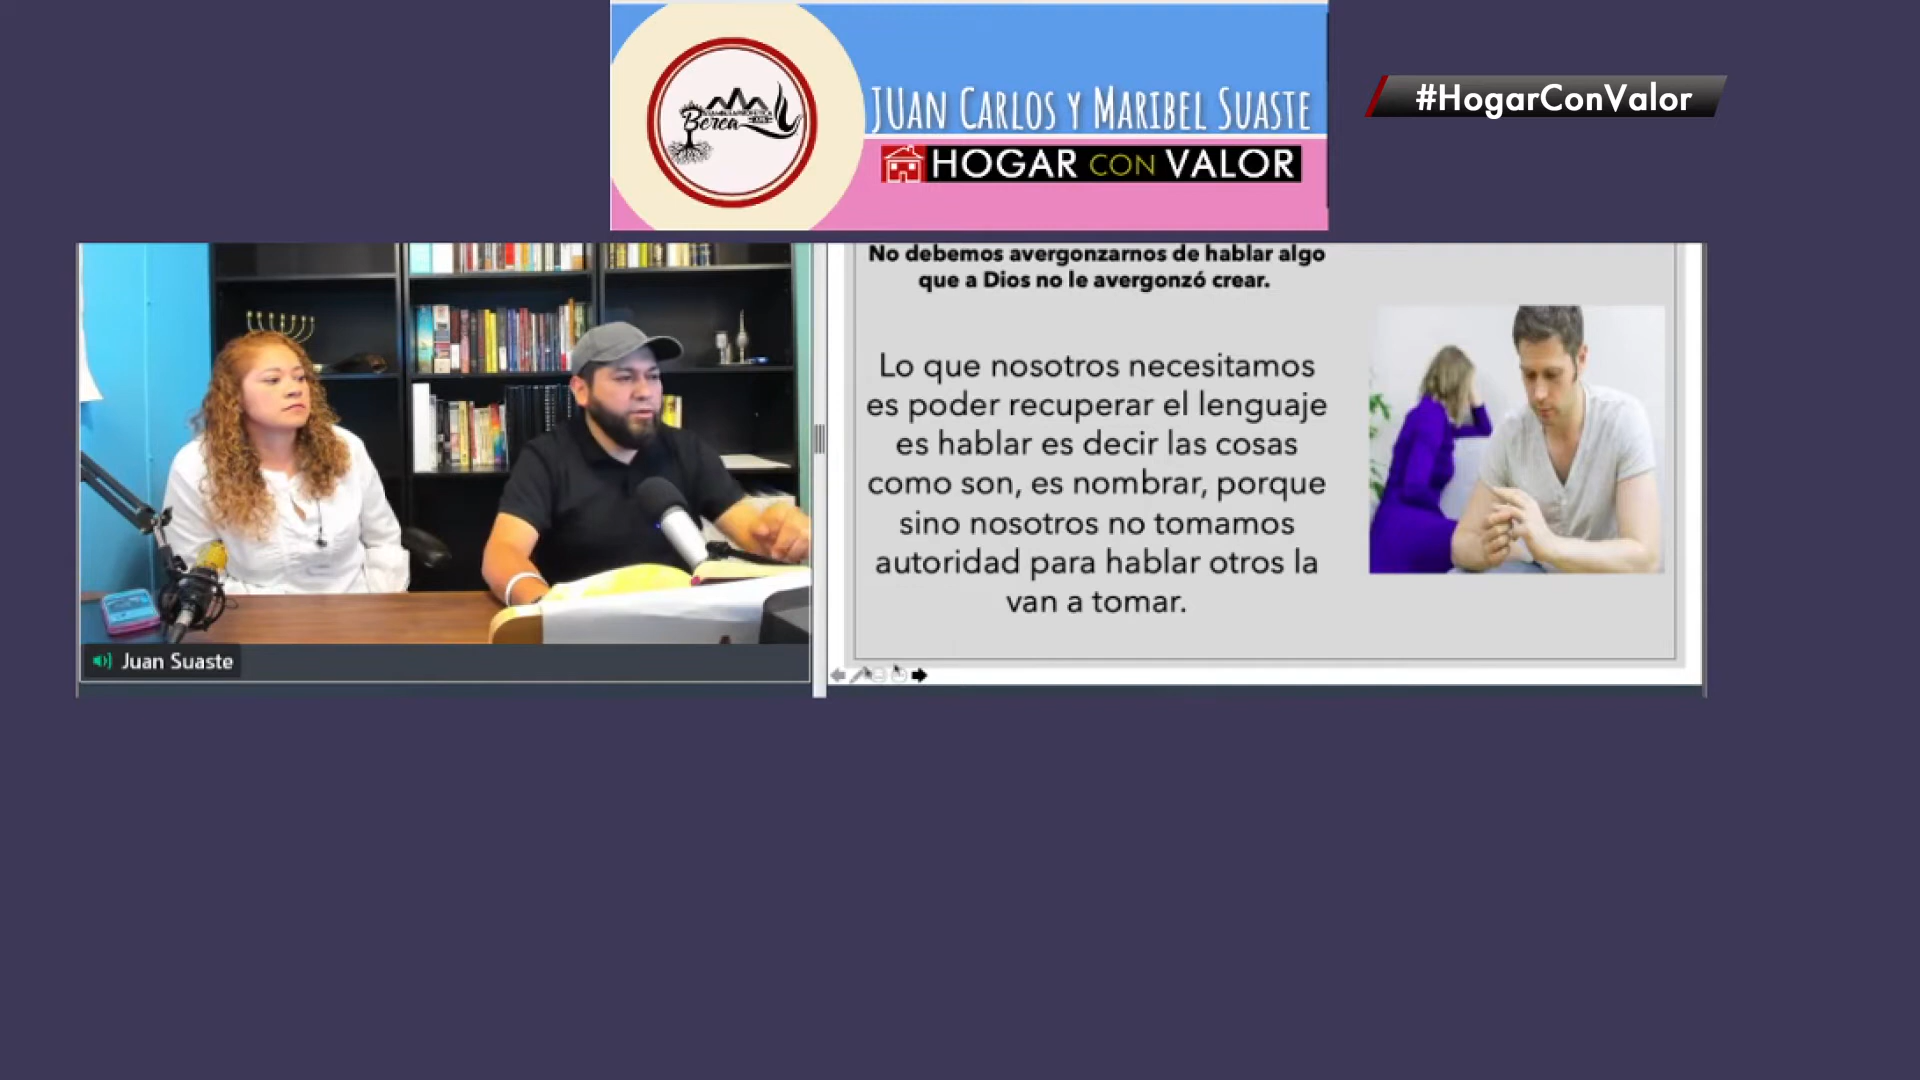 Berea
JUAN CARLOS Y MARIBEL SUASTE
HOGAR CON VALOR
#HogarConValor
No debemos avergonzarnos de hablar algo
que a Dios no le avergonzó crear.
Lo que nosotros necesitamos
es poder recuperar el lenguaje
es hablar es decir las cosas
como son, es nombrar, porque
sino nosotros no tomamos
autoridad para hablar otros la
van a tomar.
Juan Suaste